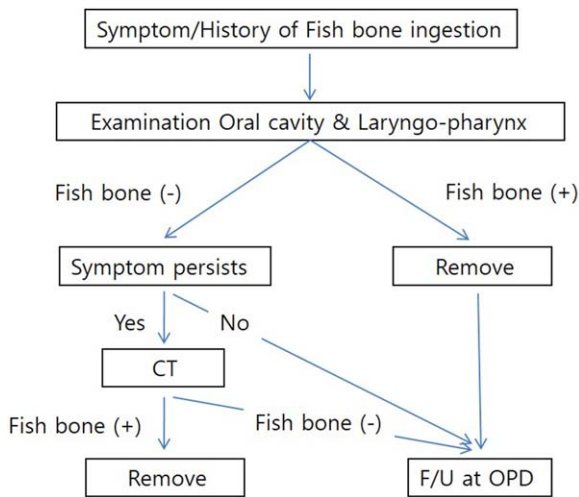 Symptom/History of Fish bone ingestion
Examination Oral cavity & Laryngo-pharynx
Fish bone (-)
Fish bone (+)
Symptom persists
Remove
Yes
No
CT
Fish bone (+)
Fish bone (-)
Remove
F/U at OPD